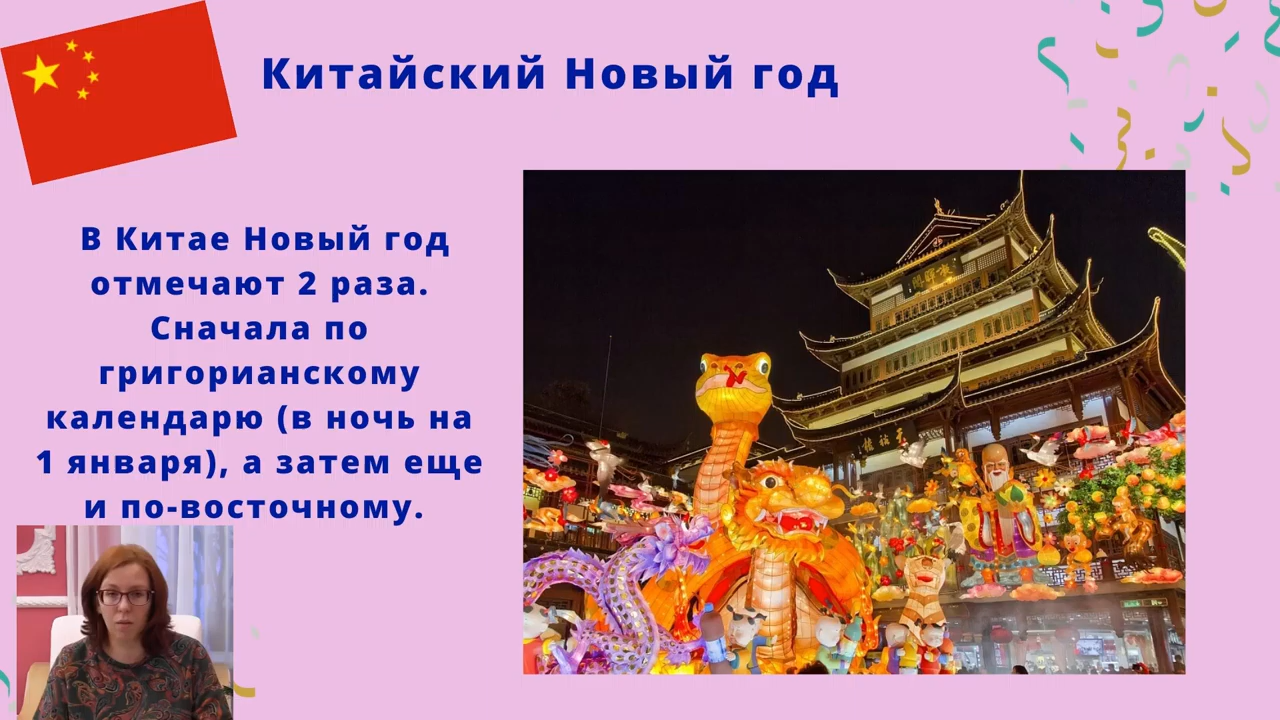 Китайский Новый год
В Китае Новый год
отмечают 2 раза.
Сначала по
григорианскому
календарю (в ночь на
1 января), а затем еще
и по-восточному.